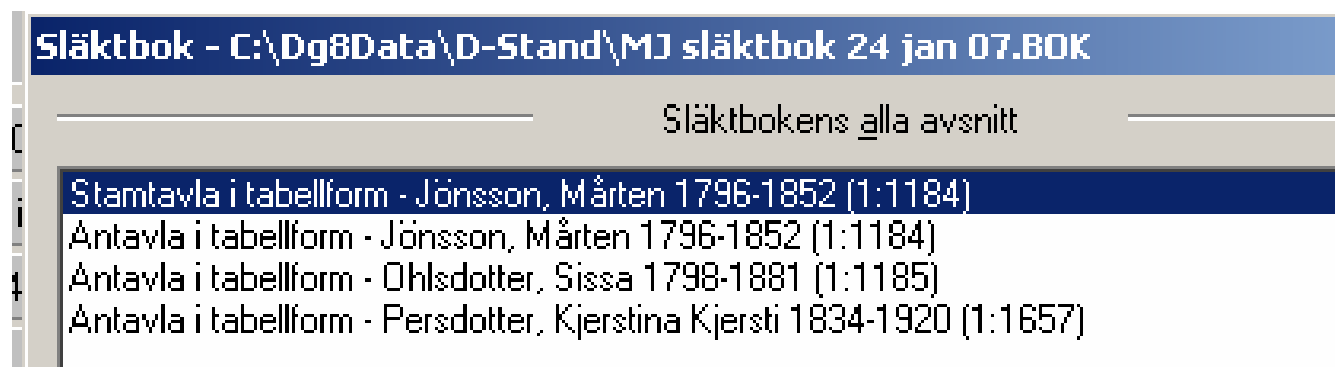 Släktbok - C:\Dg8Data\D-Stand\MJ släktbok 24 jan 07.BOK
Släktbokens alla avsnitt
Stamtavla i tabellform - Jönsson, Mårten 1796-1852 (1:1184)
Antavla i tabellform - Jönsson, Mårten 1796-1852 (1:1184)
Antavla i tabellform - Ohlsdotter, Sissa 1798-1881 (1:1185)
Antavla i tabellform - Persdotter, Kjerstina Kjersti 1834-1920 (1:1657)